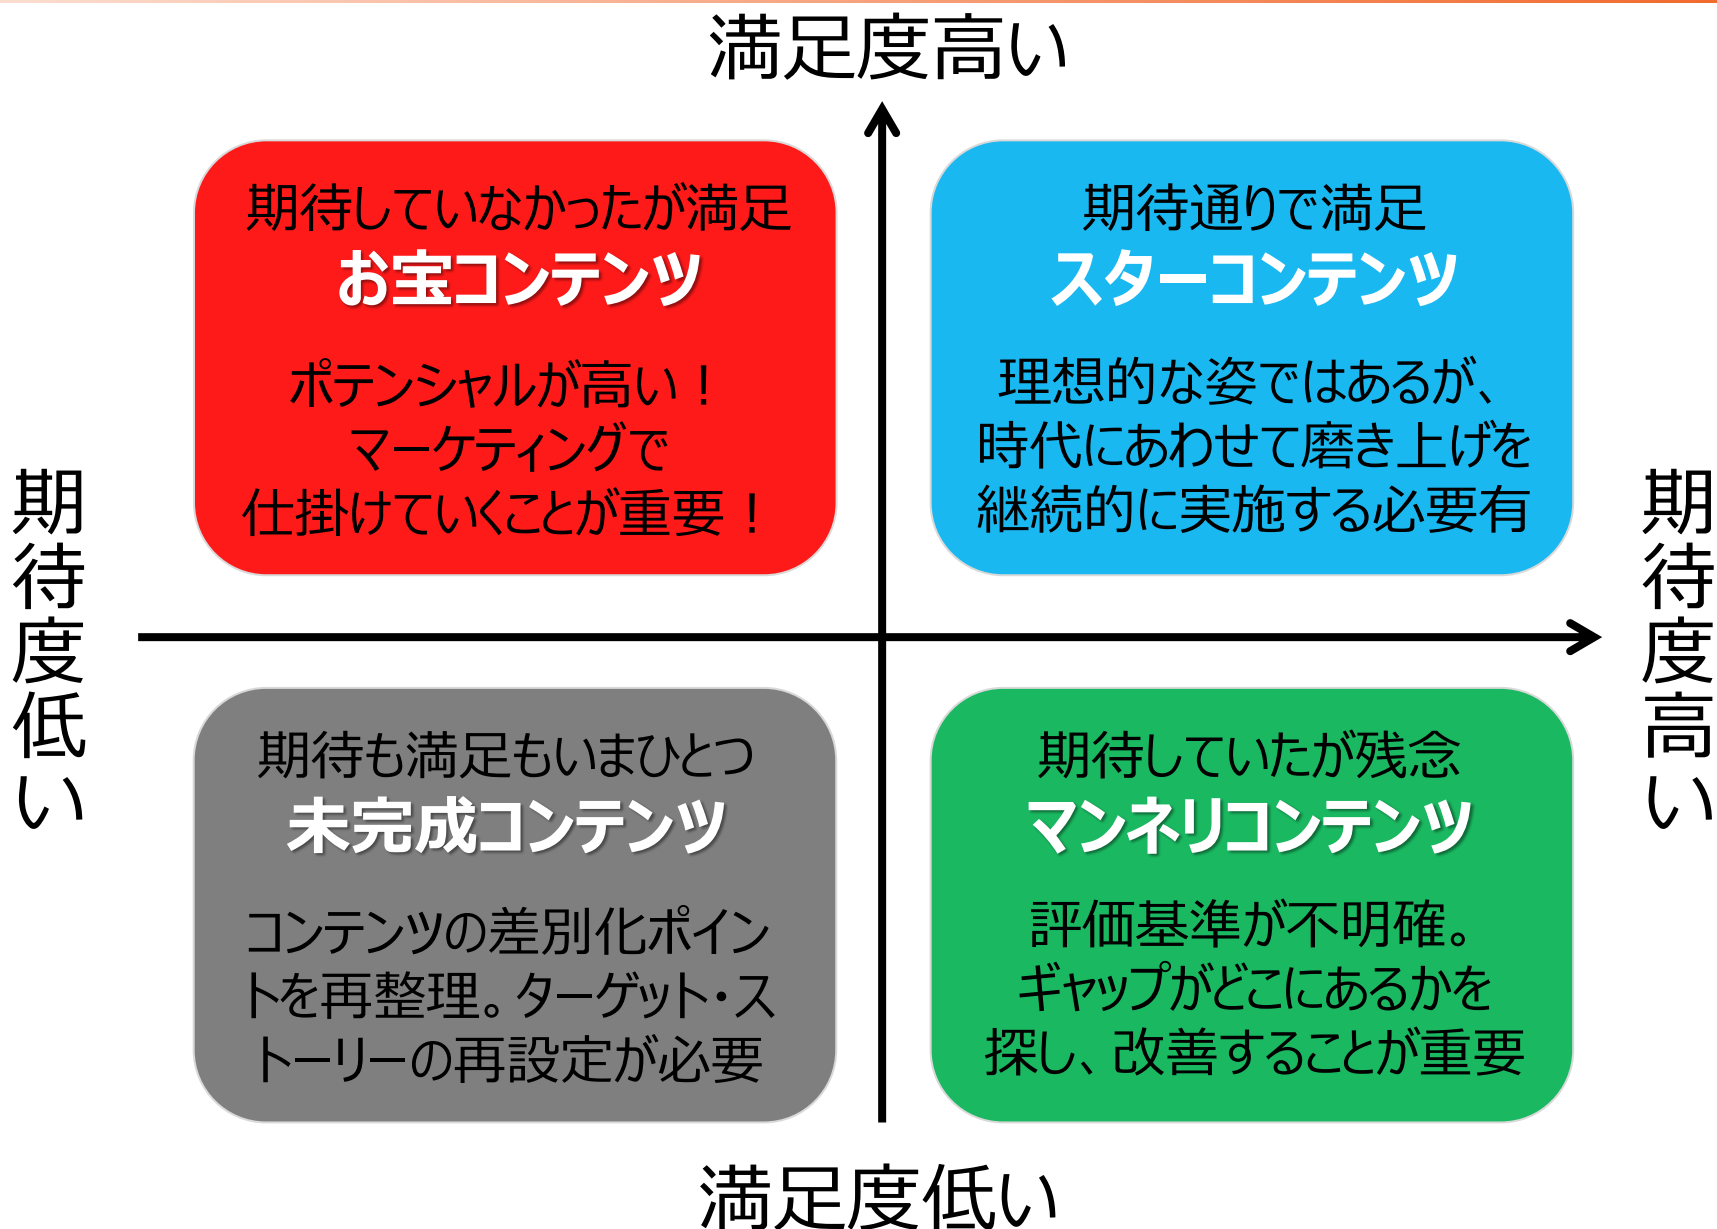 満足度高い
期待していなかったが満足
お宝コンテンツ
ポテンシャルが高い！
マーケティングで
仕掛けていくことが重要！
期待通りで満足
スターコンテンツ
理想的な姿ではあるが、
時代にあわせて磨き上げを
継続的に実施する必要有
期待度低い
期待度高い
期待も満足もいまひとつ
未完成コンテンツ
コンテンツの差別化ポイン
トを再整理。ターゲット・ス
トーリーの再設定が必要
期待していたが残念
マンネリコンテンツ
評価基準が不明確。
ギャップがどこにあるかを
探し、改善することが重要
満足度低い